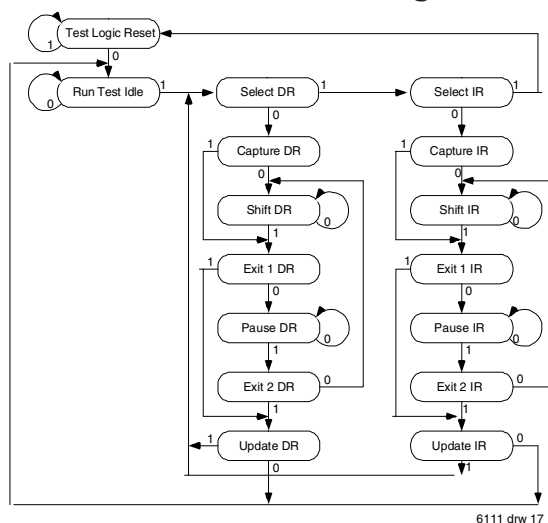 Test Logic Reset
1
0
Run Test Idle
0
1
Select DR
1
Select IR
1
0
0
Capture DR
1
0
Capture IR
1
0
Shift DR
0
1
Shift IR
0
1
Exit 1 DR
1
0
Exit 1 IR
1
0
Pause DR
0
1
Pause IR
0
1
Exit 2 DR
0
1
Exit 2 IR
0
1
Update DR
1
0
Update IR
0
1
6111 drw 17